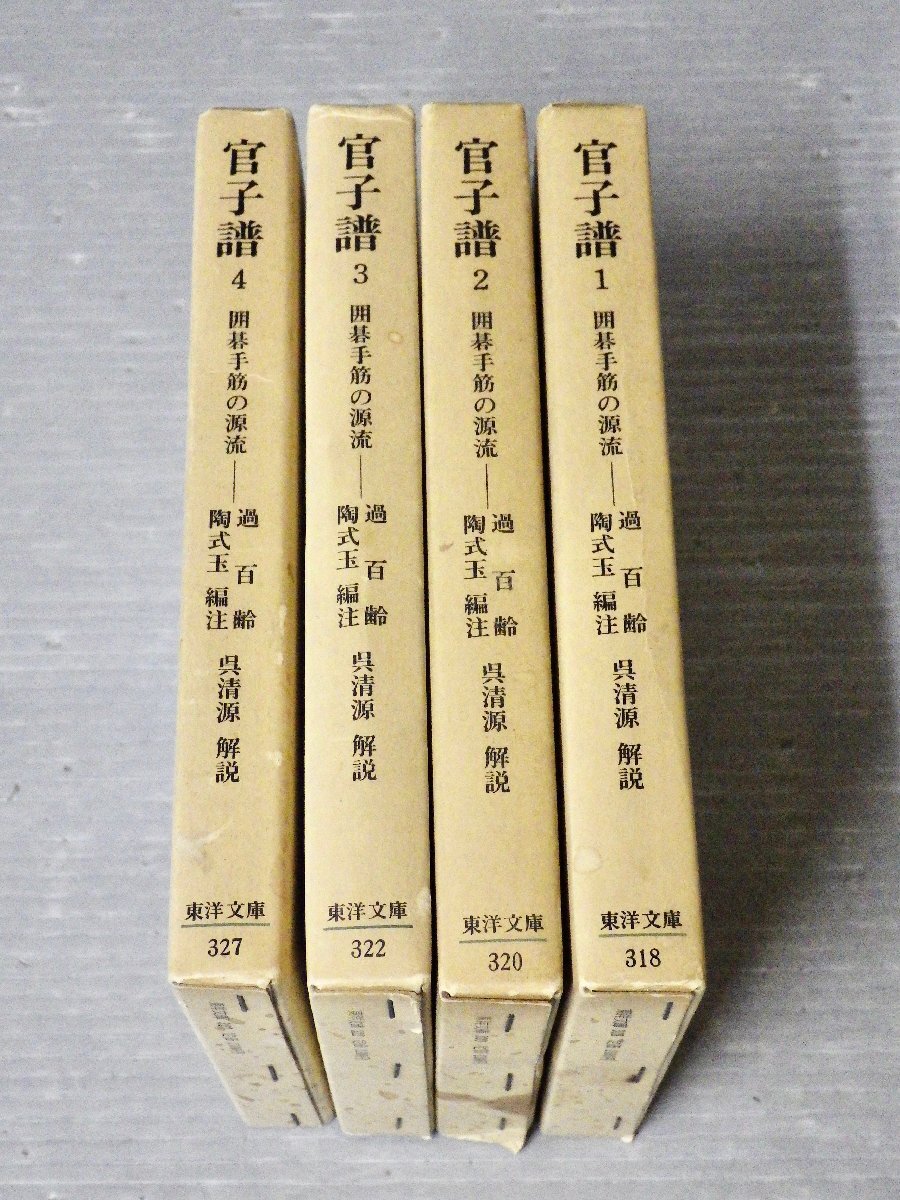 官子譜 4 囲碁手筋の源流――過百齢 陶式玉 編注 呉清源 解説
東洋文庫
327
官子譜 3 囲碁手筋の源流――過百齢 陶式玉 編注 呉清源 解説
東洋文庫
322
官子譜 2 囲碁手筋の源流――過百齢 陶式玉 編注 呉清源 解説
東洋文庫
320
官子譜 1 囲碁手筋の源流――過百齢 陶式玉 編注 呉清源 解説
東洋文庫
318